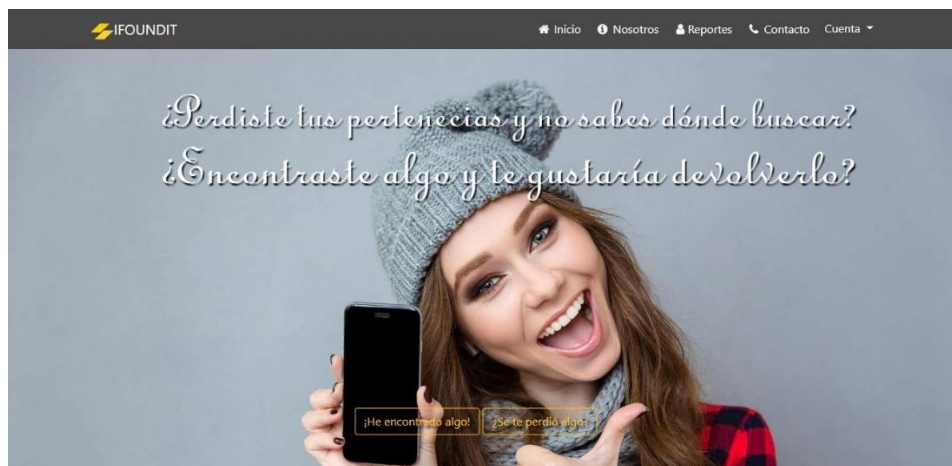 IFOUNDIT
Inicio Nosotros Reportes Contacto Cuenta
¿Perdiste tus pertenecias y no sabes dónde buscar?
¿Encontraste algo y te gustaría devolverlo?
¡He encontrado algo! ¿Se te perdió algo?